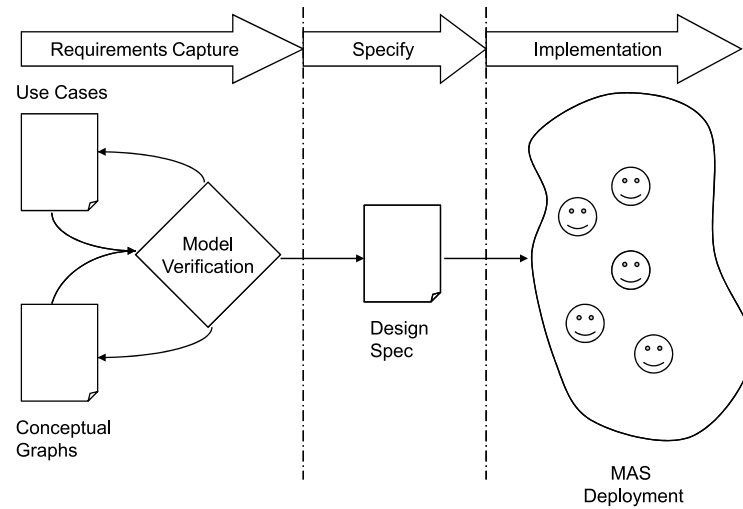 Requirements Capture
Specify
Implementation
Use Cases
Model
Verification
Design
Spec
Conceptual
Graphs
MAS
Deployment